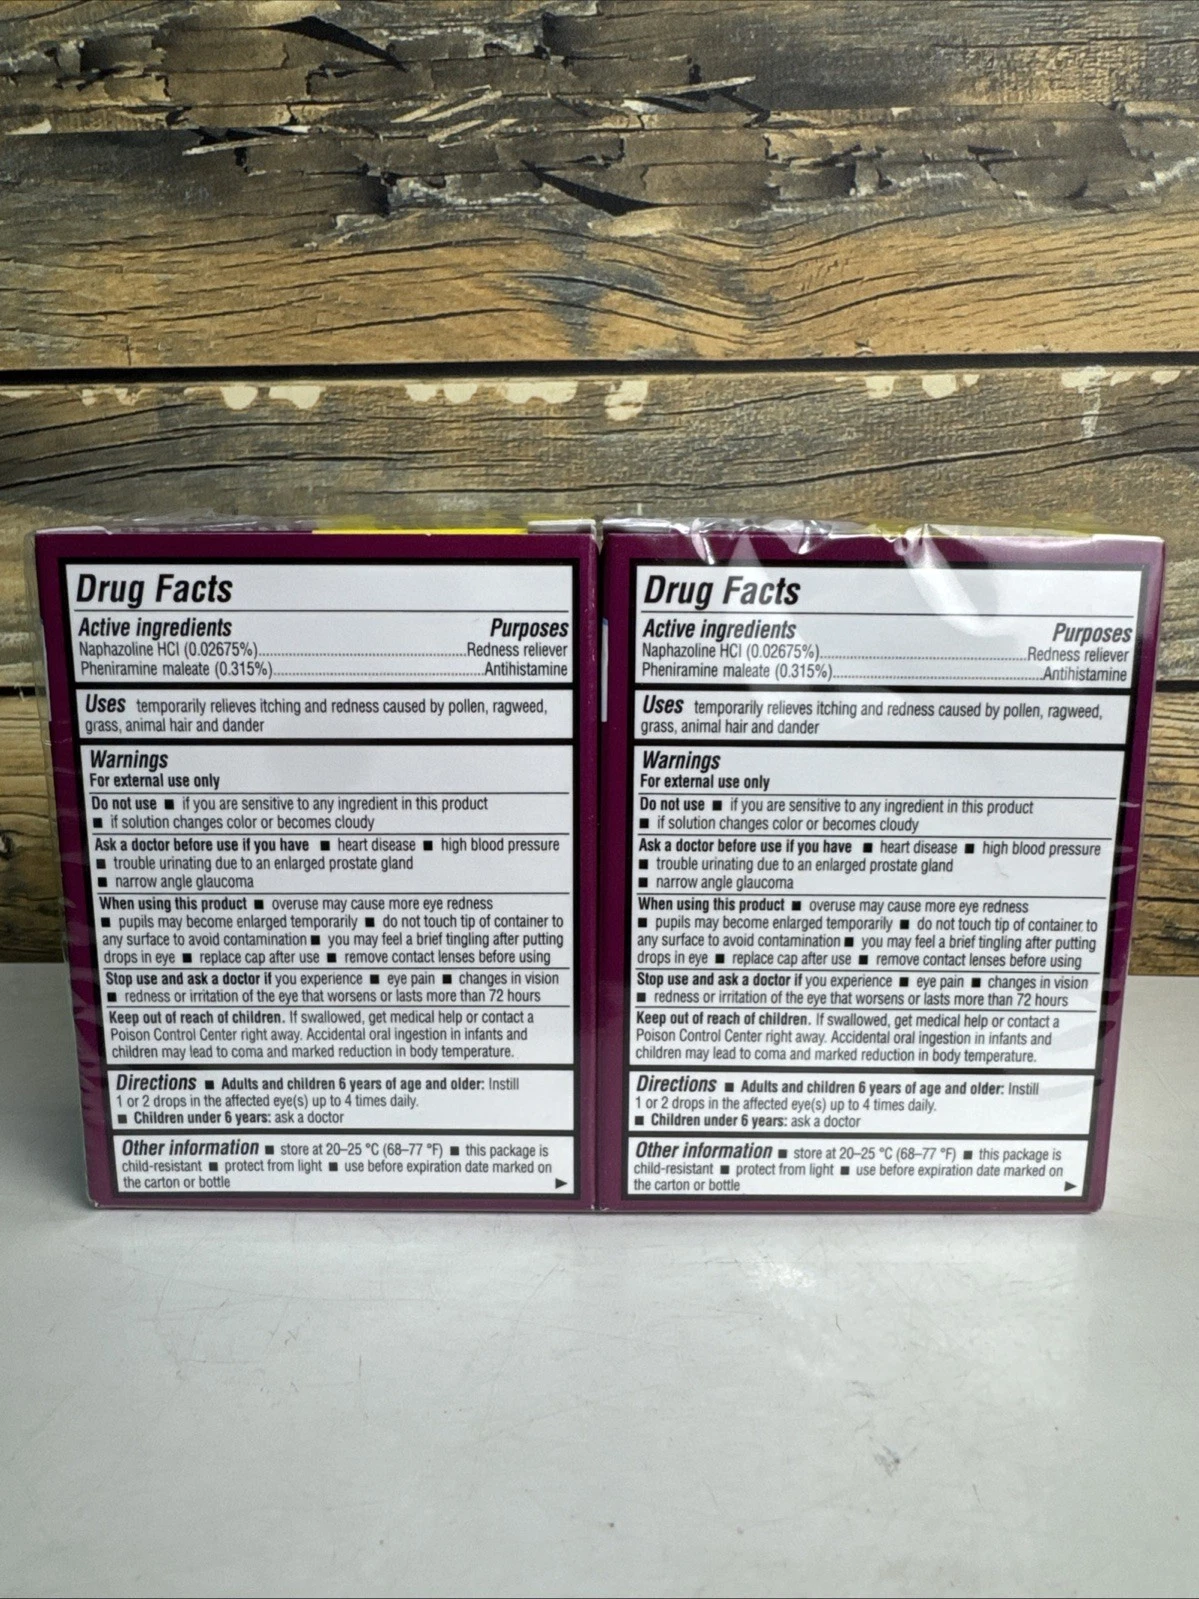 Drug Facts
Active ingredients Purposes
Naphazoline HCl (0.02675%)..........Redness reliever
Pheniramine maleate (0.315%)..........Antihistamine
Uses temporarily relieves itching and redness caused by pollen, ragweed,
grass, animal hair and dander
Warnings
For external use only
Do not use ■ if you are sensitive to any ingredient in this product
■ if solution changes color or becomes cloudy
Ask a doctor before use if you have ■ heart disease ■ high blood pressure
■ trouble urinating due to an enlarged prostate gland
■ narrow angle glaucoma
When using this product ■ overuse may cause more eye redness
■ pupils may become enlarged temporarily ■ do not touch tip of container to
any surface to avoid contamination ■ you may feel a brief tingling after putting
drops in eye ■ replace cap after use ■ remove contact lenses before using
Stop use and ask a doctor if you experience ■ eye pain ■ changes in vision
■ redness or irritation of the eye that worsens or lasts more than 72 hours
Keep out of reach of children. If swallowed, get medical help or contact a
Poison Control Center right away. Accidental oral ingestion in infants and
children may lead to coma and marked reduction in body temperature.
Directions ■ Adults and children 6 years of age and older: Instill
1 or 2 drops in the affected eye(s) up to 4 times daily.
■ Children under 6 years: ask a doctor
Other information ■ store at 20–25 °C (68–77 °F) ■ this package is
child-resistant ■ protect from light ■ use before expiration date marked on
the carton or bottle
Drug Facts
Active ingredients Purposes
Naphazoline HCl (0.02675%)..........Redness reliever
Pheniramine maleate (0.315%)..........Antihistamine
Uses temporarily relieves itching and redness caused by pollen, ragweed,
grass, animal hair and dander
Warnings
For external use only
Do not use ■ if you are sensitive to any ingredient in this product
■ if solution changes color or becomes cloudy
Ask a doctor before use if you have ■ heart disease ■ high blood pressure
■ trouble urinating due to an enlarged prostate gland
■ narrow angle glaucoma
When using this product ■ overuse may cause more eye redness
■ pupils may become enlarged temporarily ■ do not touch tip of container to
any surface to avoid contamination ■ you may feel a brief tingling after putting
drops in eye ■ replace cap after use ■ remove contact lenses before using
Stop use and ask a doctor if you experience ■ eye pain ■ changes in vision
■ redness or irritation of the eye that worsens or lasts more than 72 hours
Keep out of reach of children. If swallowed, get medical help or contact a
Poison Control Center right away. Accidental oral ingestion in infants and
children may lead to coma and marked reduction in body temperature.
Directions ■ Adults and children 6 years of age and older: Instill
1 or 2 drops in the affected eye(s) up to 4 times daily.
■ Children under 6 years: ask a doctor
Other information ■ store at 20–25 °C (68–77 °F) ■ this package is
child-resistant ■ protect from light ■ use before expiration date marked on
the carton or bottle